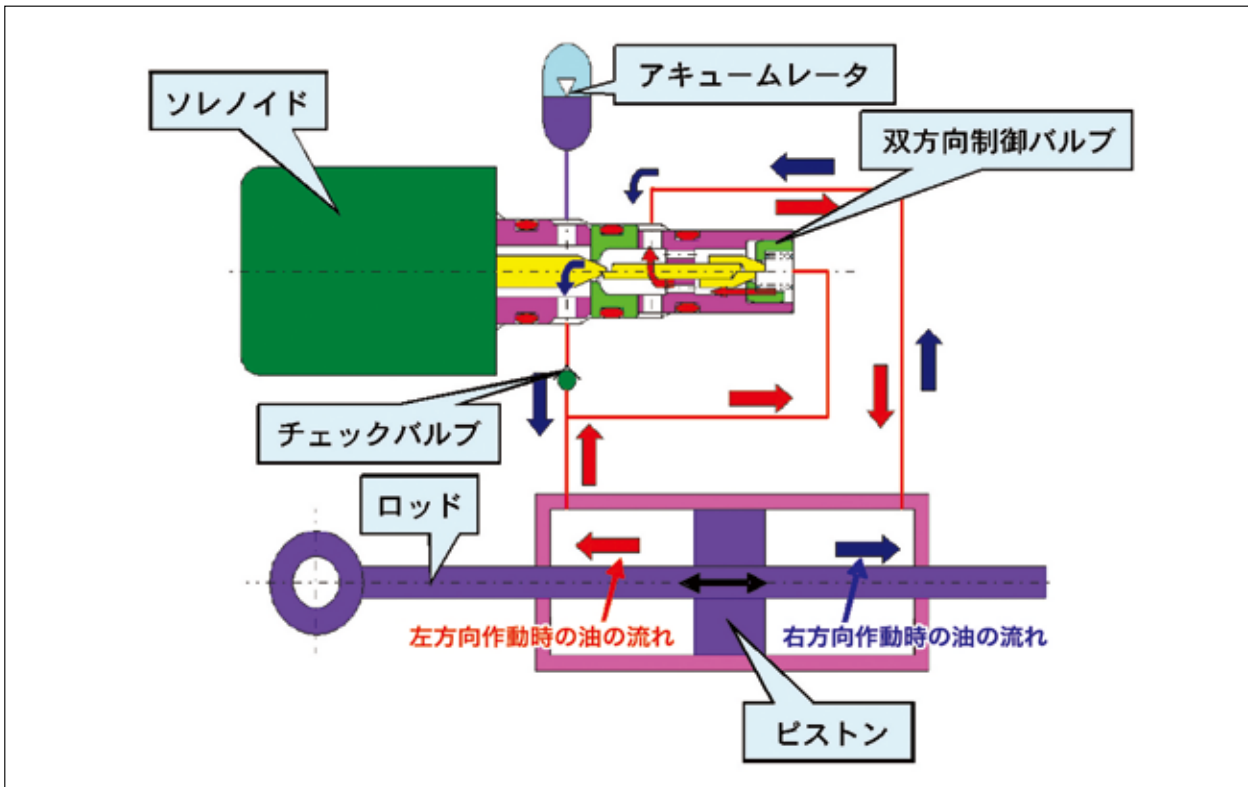 アキュームレータ
ソレノイド
双方向制御バルブ
チェックバルブ
ロッド
左方向作動時の油の流れ
右方向作動時の油の流れ
ピストン